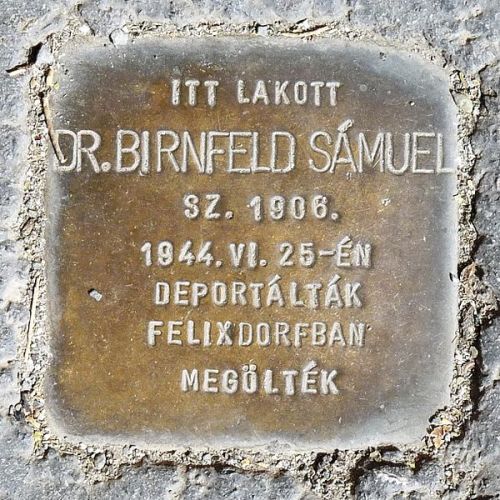 ITT LAKOTT
DR. BIRNFELD SÁMUEL
SZ. 1906.
1944. VI. 25-ÉN
DEPORTÁLTÁK
FELIXDORFBAN
MEGÖLTÉK